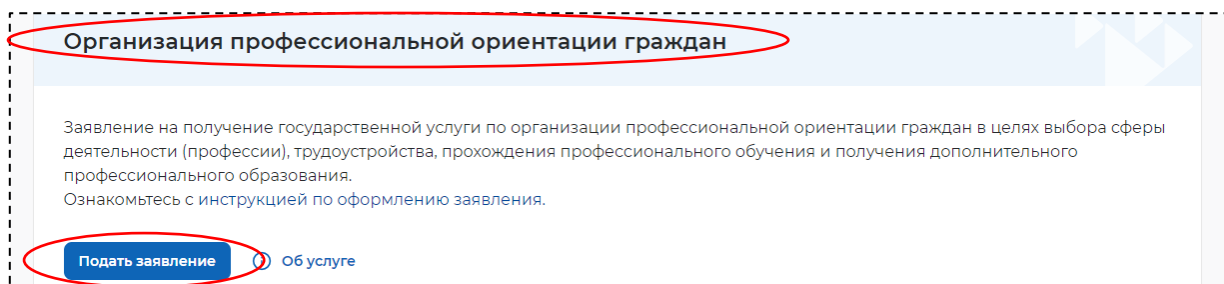 Организация профессиональной ориентации граждан
Заявление на получение государственной услуги по организации профессиональной ориентации граждан в целях выбора сферы
деятельности (профессии), трудоустройства, прохождения профессионального обучения и получения дополнительного
профессионального образования.
Ознакомьтесь с инструкцией по оформлению заявления.
Подать заявление
Об услуге